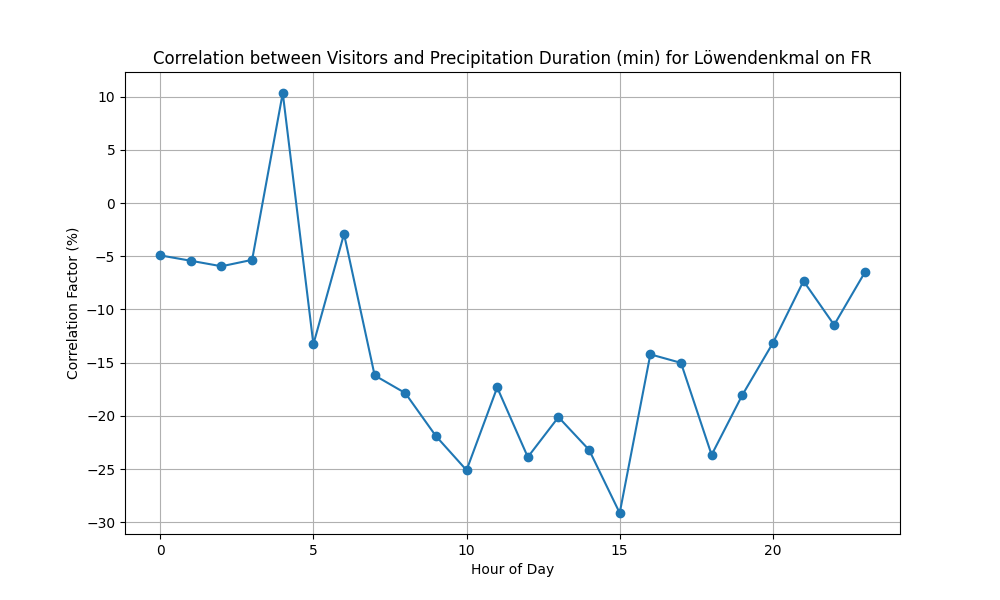 Correlation between Visitors and Precipitation Duration (min) for Löwendenkmal on FR
10
5
0
−5
−10
−15
−20
−25
−30
Correlation Factor (%)
0 5 10 15 20
Hour of Day